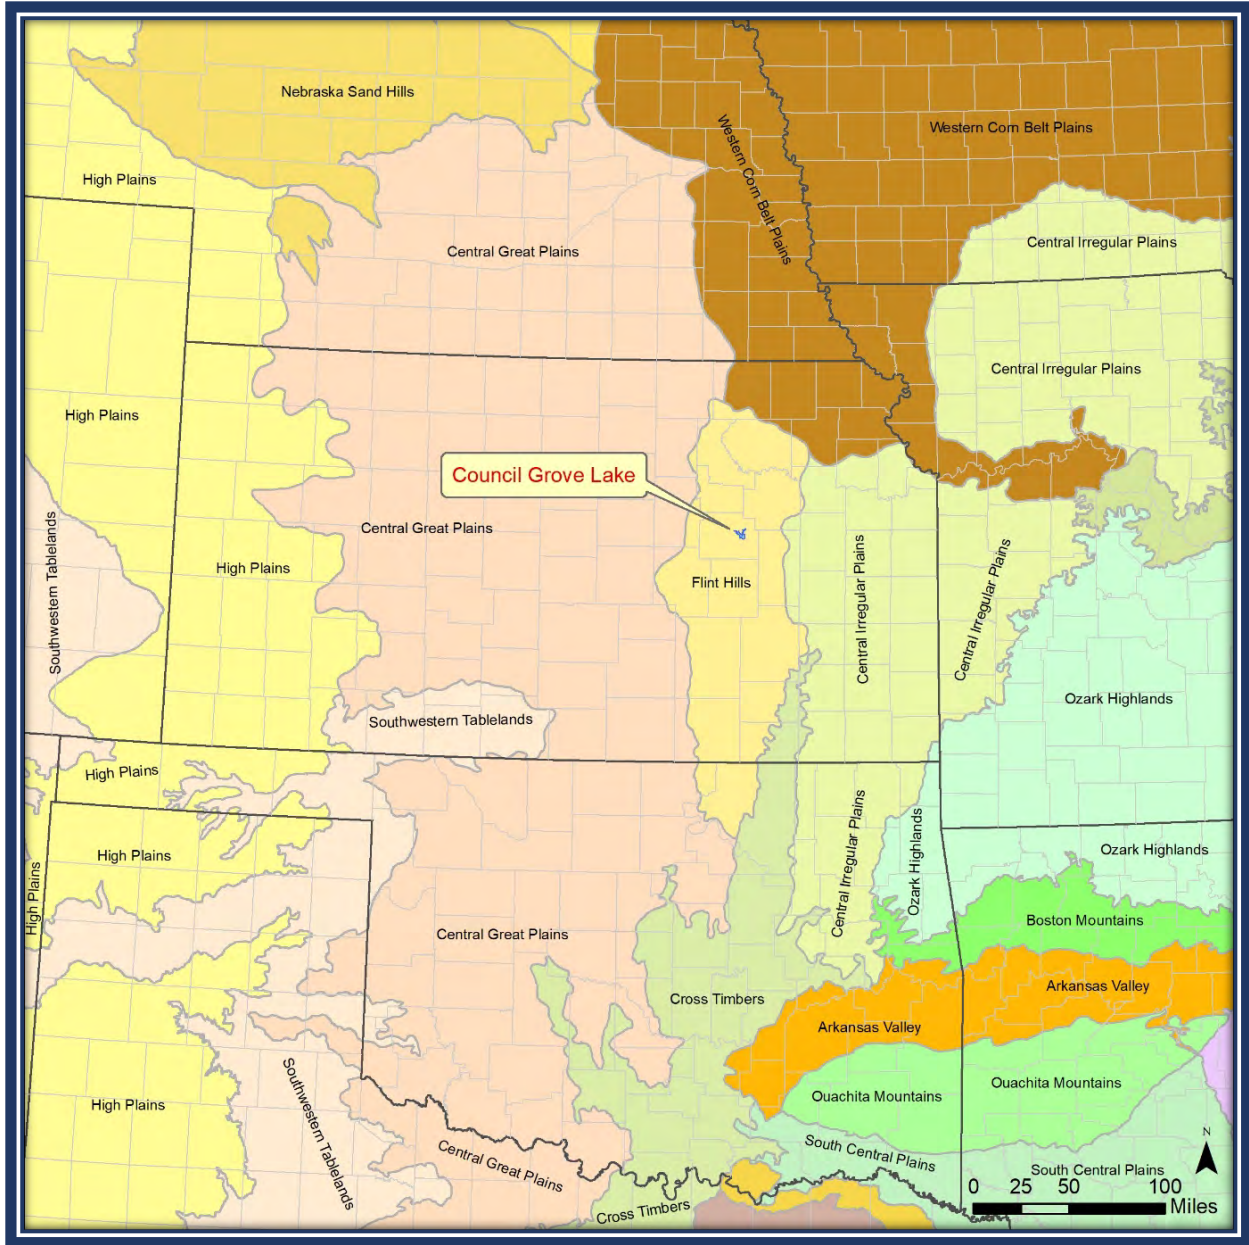 Nebraska Sand Hills
Western Corn Belt Plains
Western Corn Belt Plains
High Plains
Central Great Plains
Central Irregular Plains
Central Irregular Plains
High Plains
Council Grove Lake
Central Great Plains
Southwestern Tablelands
High Plains
Flint Hills
Central Irregular Plains
Central Irregular Plains
Ozark Highlands
Southwestern Tablelands
High Plains
High Plains
High Plains
Central Irregular Plains
Ozark Highlands
Ozark Highlands
Boston Mountains
Central Great Plains
Cross Timbers
Arkansas Valley
Arkansas Valley
High Plains
Southwestern Tablelands
Ouachita Mountains
Ouachita Mountains
Central Great Plains
South Central Plains
South Central Plains
Cross Timbers
N
0 25 50 100
Miles